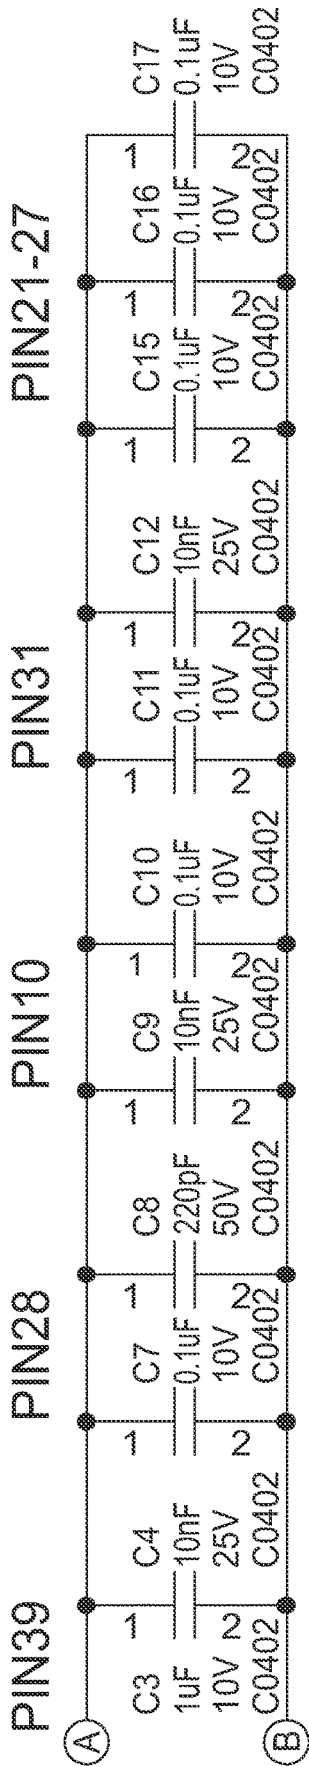 PIN39
PIN28
PIN10
PIN31
PIN21-27
A
B
C3
1uF
10V
C0402
1
2
C4
10nF
25V
C0402
1
2
C7
0.1uF
10V
C0402
1
2
C8
220pF
50V
C0402
1
2
C9
10nF
25V
C0402
1
2
C10
0.1uF
10V
C0402
1
2
C11
0.1uF
10V
C0402
1
2
C12
10nF
25V
C0402
1
2
C15
0.1uF
10V
C0402
1
2
C16
0.1uF
10V
C0402
1
2
C17
0.1uF
10V
C0402